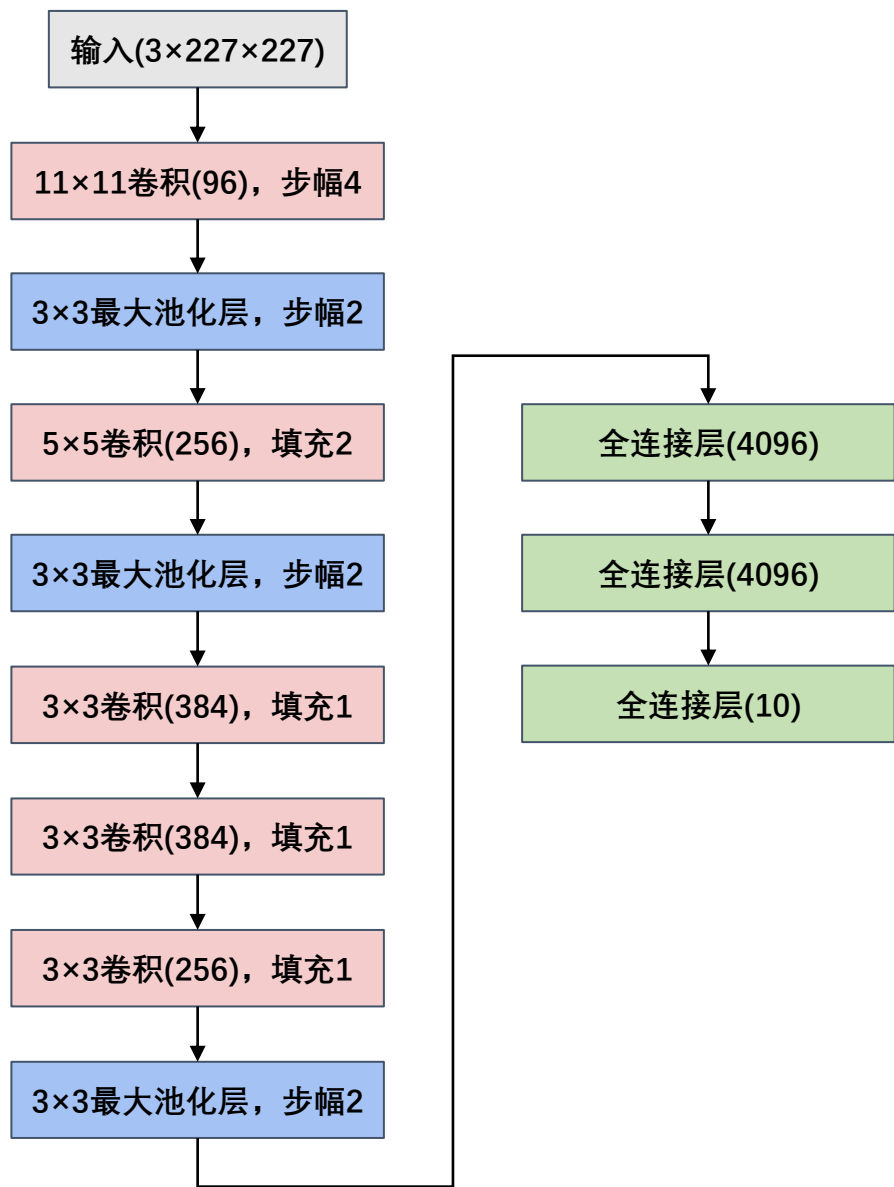 输入(3×227×227)
11×11卷积(96)，步幅4
3×3最大池化层，步幅2
5×5卷积(256)，填充2
3×3最大池化层，步幅2
3×3卷积(384)，填充1
3×3卷积(384)，填充1
3×3卷积(256)，填充1
3×3最大池化层，步幅2
全连接层(4096)
全连接层(4096)
全连接层(10)